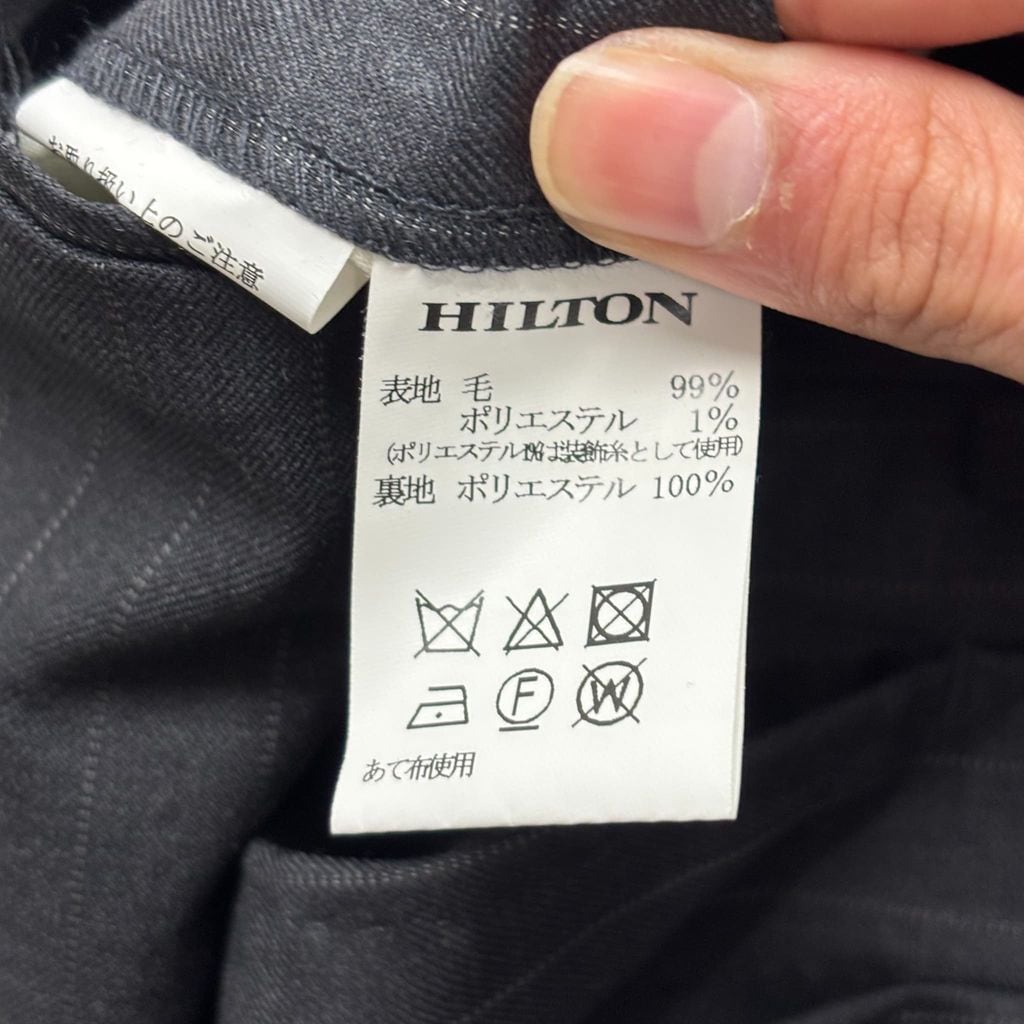 お取り扱い上のご注意
HILTON
表地 毛 99%
ポリエステル 1%
(ポリエステル1%は装飾糸として使用)
裏地 ポリエステル 100%
F W
あて布使用